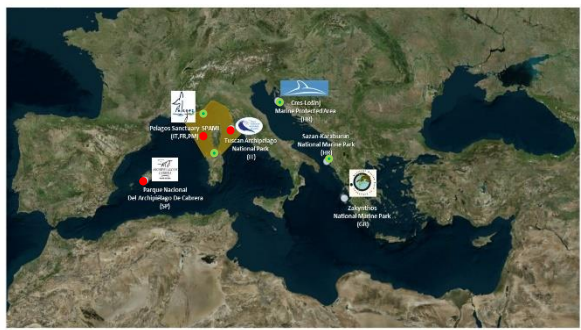 Cres-Lošinj
Marine Protected Area
(HR)
Pelagos Sanctuary SPAMI
(IT,FR,PM)
Tuscan Archipelago
National Park
(IT)
Sazan-Karaburun
National Marine Park
Parque Nacional
Del Archipiélago De Cabrera
(SP)
Zakynthos
National Marine Park
(GR)